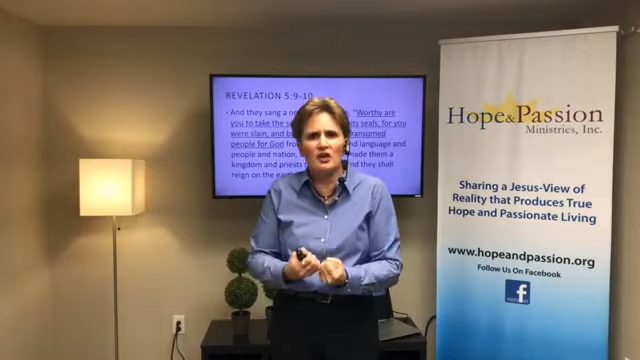 REVELATION 5:9-10
And they sang a "Worthy are
you to take the its seals, for you
were slain, and ransomed
people for God and language and
people and nation, made them a
kingdom and priests and they shall
reign on the
Hope&Passion
Ministries, Inc.
Sharing a Jesus-View of
Reality that Produces True
Hope and Passionate Living
www.hopeandpassion.org
Follow Us On Facebook
f